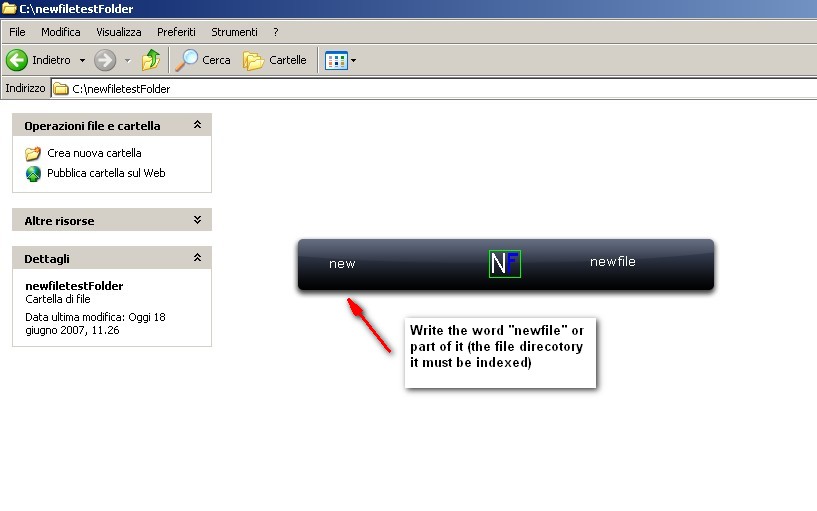 C:\newfiletestFolder
File Modifica Visualizza Preferiti Strumenti ?
Indietro Cerca Cartelle
Indirizzo C:\newfiletestFolder
Operazioni file e cartella
Crea nuova cartella
Pubblica cartella sul Web
Altre risorse
Dettagli
newfiletestFolder
Cartella di file
Data ultima modifica: Oggi 18
giugno 2007, 11.26
new NF newfile
Write the word "newfile" or
part of it (the file direcotory
it must be indexed)